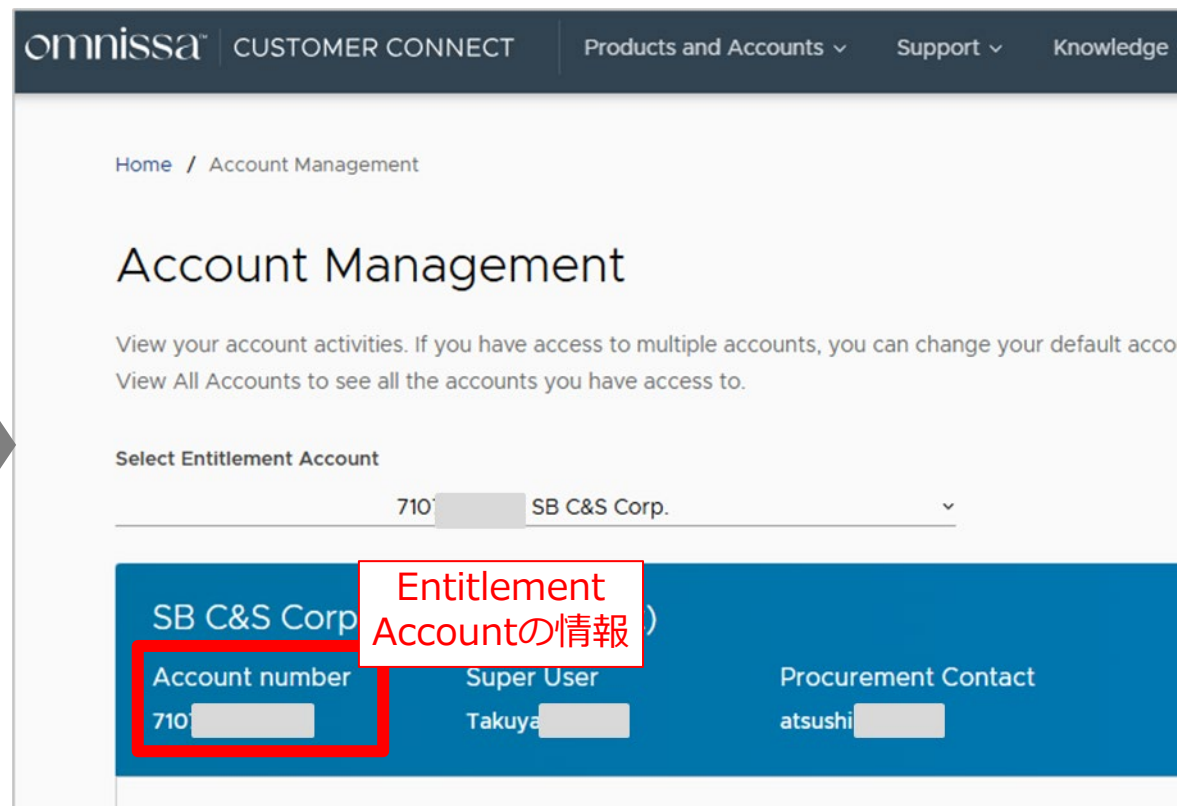 omnissa™ CUSTOMER CONNECT Products and Accounts Support Knowledge
Home / Account Management
Account Management
View your account activities. If you have access to multiple accounts, you can change your default acco
View All Accounts to see all the accounts you have access to.
Select Entitlement Account
710 SB C&S Corp.
Entitlement
Accountの情報
SB C&S Corp )
Account number Super User Procurement Contact
710 Takuya atsushi